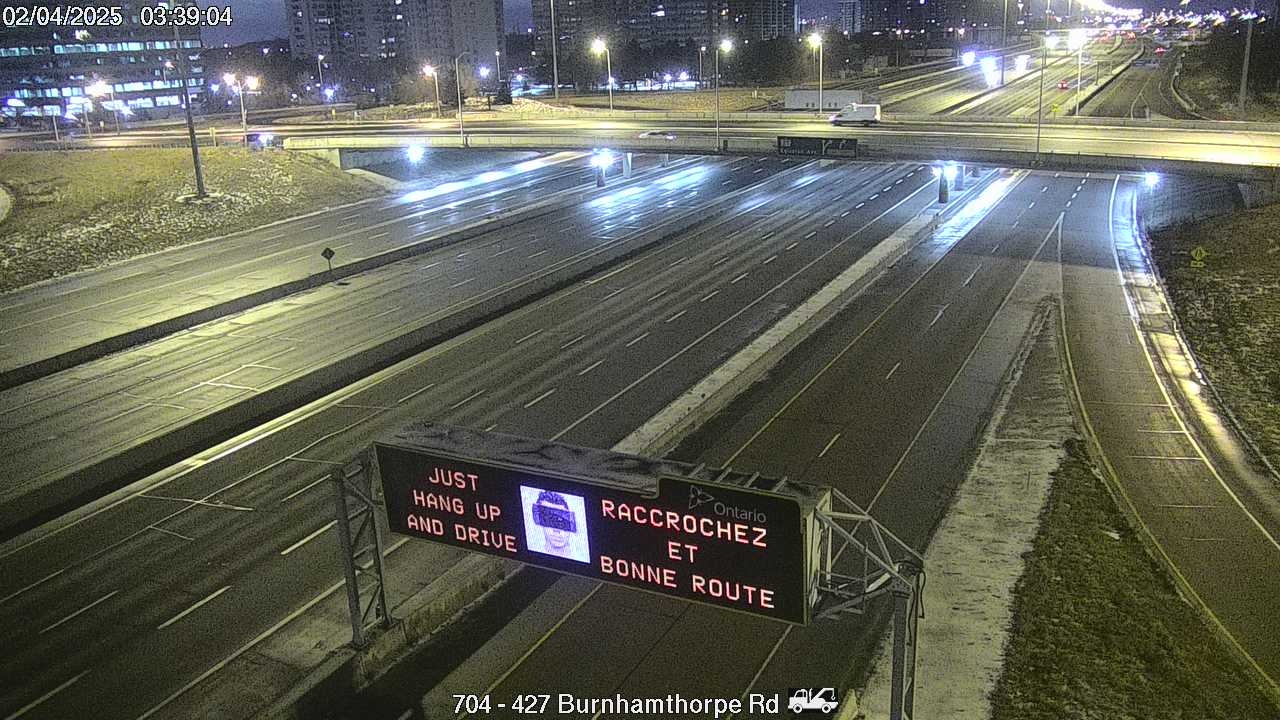 02/04/2025 03:39:04
JUST
HANG UP
AND DRIVE
Ontario
RACCROCHEZ
ET
BONNE ROUTE
704 - 427 Burnhamthorpe Rd